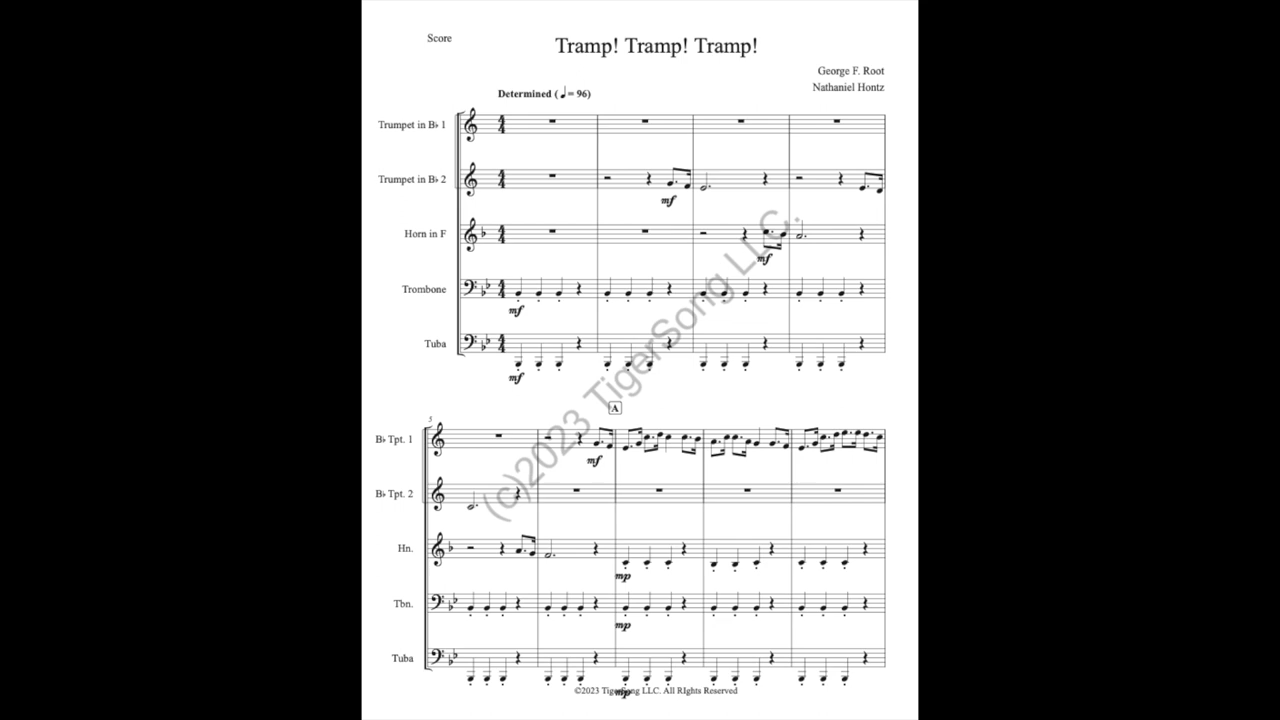 Score
Tramp! Tramp! Tramp!
George F. Root
Nathaniel Hontz
Determined (♩= 96)
Trumpet in B♭ 1
Trumpet in B♭ 2
mf
Horn in F
mf
Trombone
mf
Tuba
mf
(c)2023 TigerSong LLC.
5
A
B♭ Tpt. 1
mf
B♭ Tpt. 2
Hn.
mp
Tbn.
mp
Tuba
mp
©2023 TigerSong LLC. All RIghts Reserved